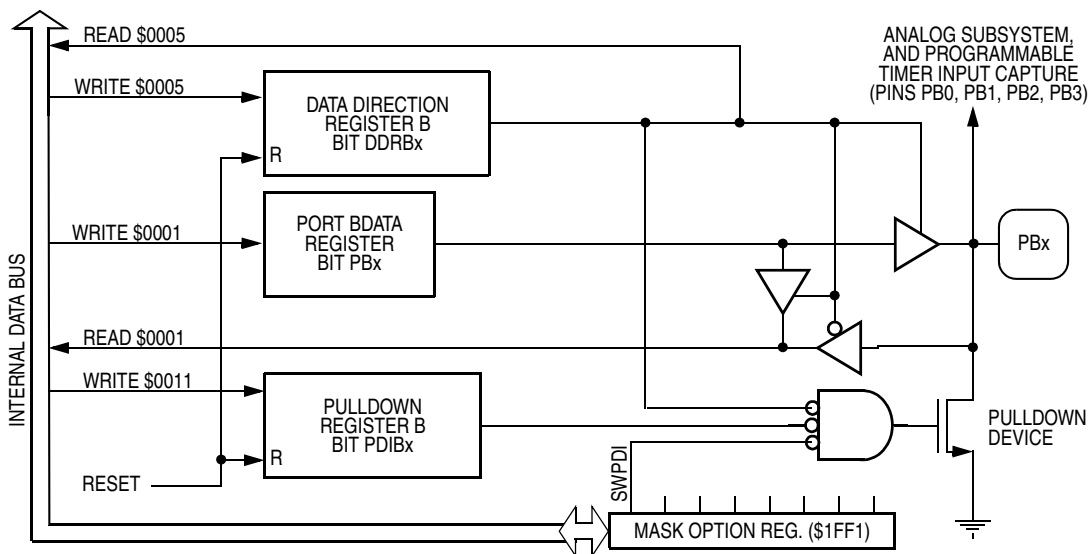 READ $0005
ANALOG SUBSYSTEM,
AND PROGRAMMABLE
TIMER INPUT CAPTURE
(PINS PB0, PB1, PB2, PB3)
WRITE $0005
DATA DIRECTION
REGISTER B
BIT DDRBx
R
PORT BDATA
REGISTER
BIT PBx
WRITE $0001
PBx
READ $0001
WRITE $0011
PULLDOWN
REGISTER B
BIT PDIBx
R
PULLDOWN
DEVICE
RESET
SWPDI
MASK OPTION REG. ($1FF1)
INTERNAL DATA BUS